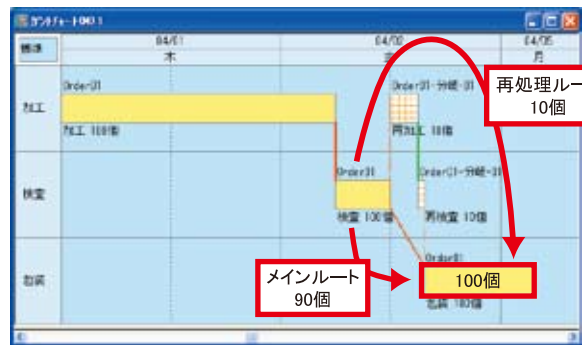 ガントチャート
04/01
04/02
04/05
標準
木
金
月
Order01
Order01-分岐-01
再処理ルー
10個
加工
加工 100個
再加工 10個
Order01
Order01-分岐-01
検査
検査 100個
再検査 10個
メインルート
90個
Order01
100個
包装
包装 100個